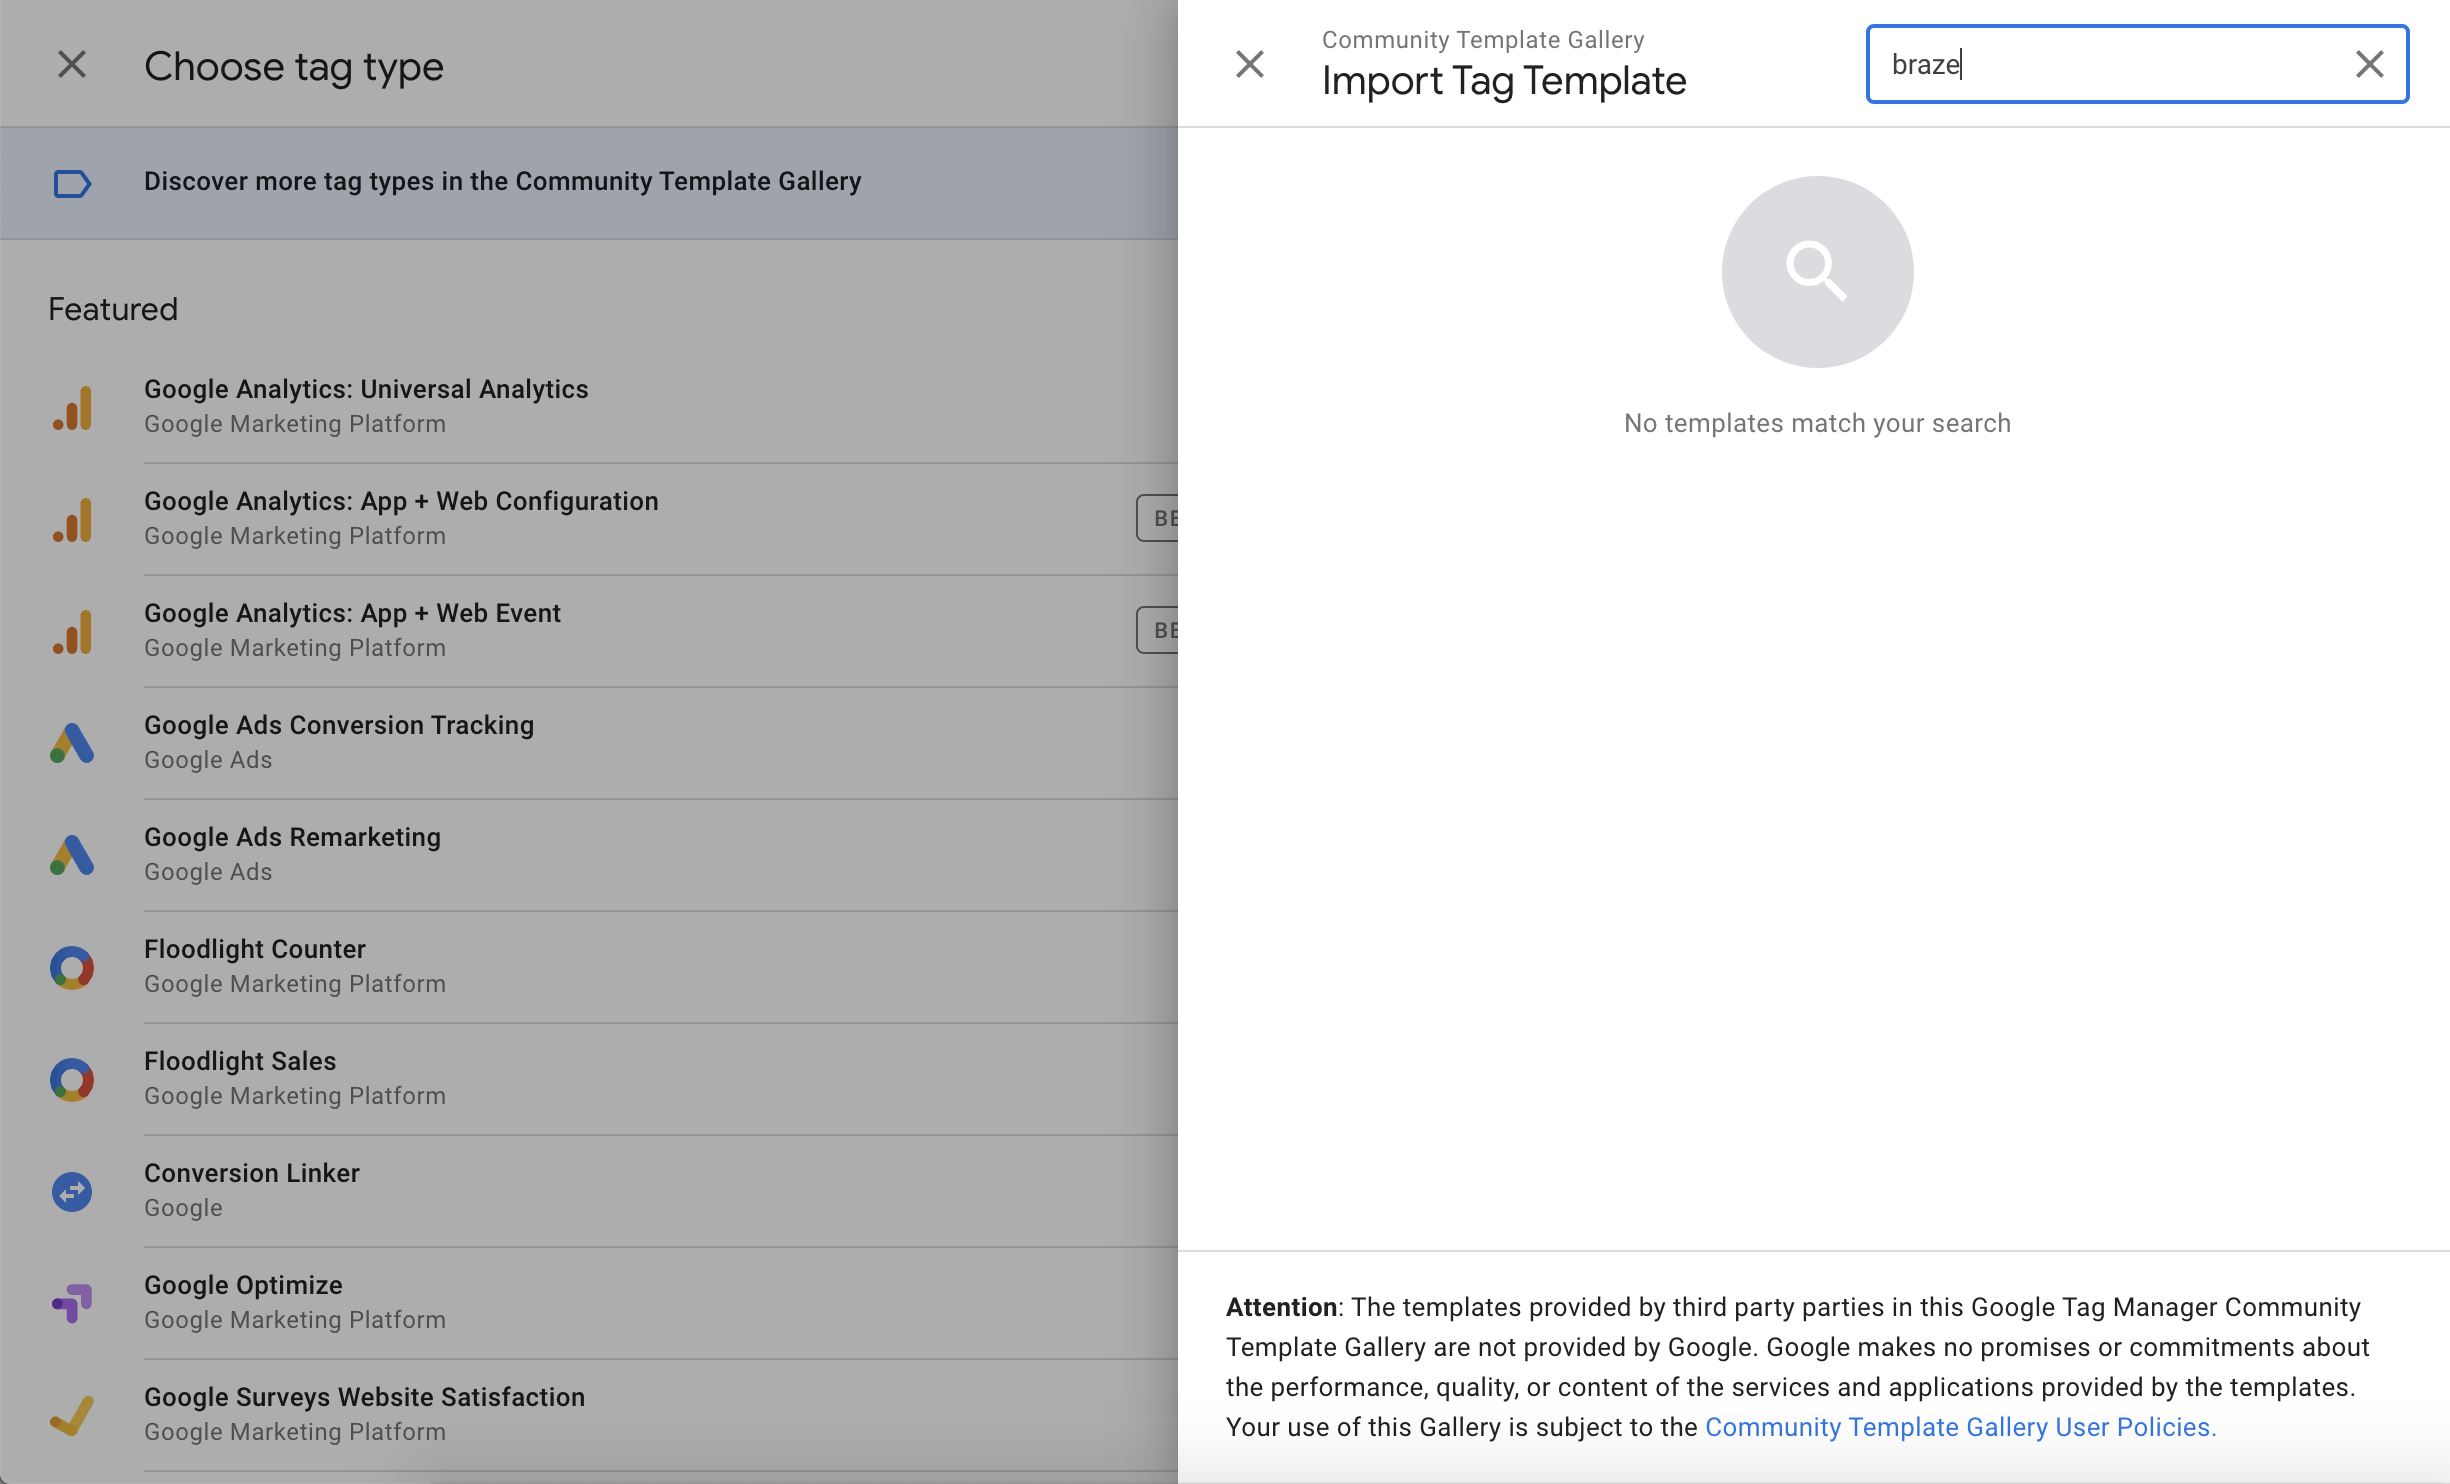 Choose tag type
Discover more tag types in the Community Template Gallery
Featured
Google Analytics: Universal Analytics
Google Marketing Platform
Google Analytics: App + Web Configuration
Google Marketing Platform
BE
Google Analytics: App + Web Event
Google Marketing Platform
BE
Google Ads Conversion Tracking
Google Ads
Google Ads Remarketing
Google Ads
Floodlight Counter
Google Marketing Platform
Floodlight Sales
Google Marketing Platform
Conversion Linker
Google
Google Optimize
Google Marketing Platform
Google Surveys Website Satisfaction
Google Marketing Platform
Community Template Gallery
Import Tag Template
braze
No templates match your search
Attention: The templates provided by third party parties in this Google Tag Manager Community
Template Gallery are not provided by Google. Google makes no promises or commitments about
the performance, quality, or content of the services and applications provided by the templates.
Your use of this Gallery is subject to the Community Template Gallery User Policies.